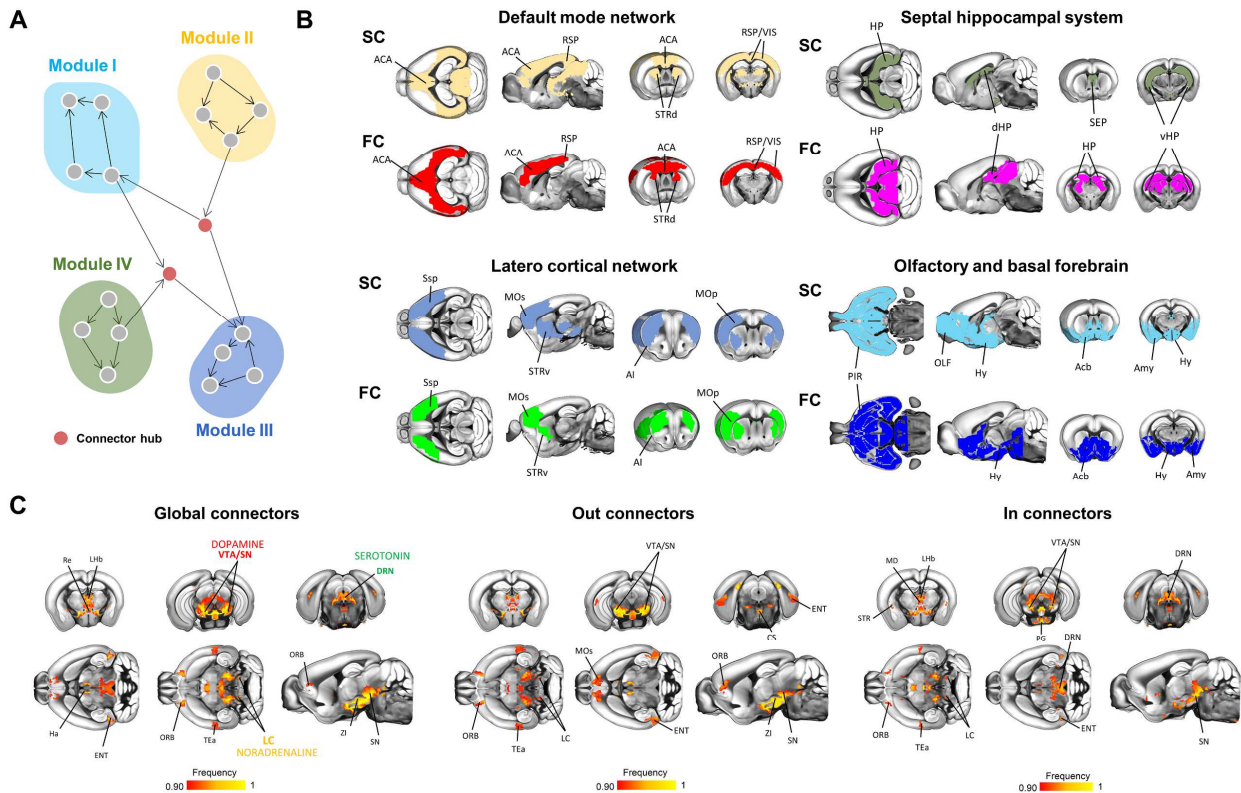 A
Module II
Module I
Module IV
Module III
Connector hub
B
Default mode network
SC
ACA
ACA
RSP
ACA
RSP/VIS
STRd
FC
ACA
ACA
RSP
ACA
RSP/VIS
STRd
Septal hippocampal system
SC
HP
SEP
vHP
FC
HP
dHP
HP
Latero cortical network
SC
Ssp
MOs
STRv
AI
MOp
FC
Ssp
MOs
STRv
AI
MOp
Olfactory and basal forebrain
SC
OLF
Hy
Acb
Amy
Hy
PIR
FC
Hy
Acb
Hy
Amy
C
Global connectors
Re
LHb
DOPAMINE
VTA/SN
SEROTONIN
DRN
Ha
ENT
ORB
TEa
LC
NORADRENALINE
ORB
ZI
SN
Frequency
0.90
1
Out connectors
VTA/SN
ENT
CS
ORB
TEa
LC
MOs
ENT
ORB
ZI
SN
Frequency
0.90
1
In connectors
MD
LHb
STR
VTA/SN
PG
DRN
ORB
TEa
LC
DRN
ENT
SN
Frequency
0.90
1